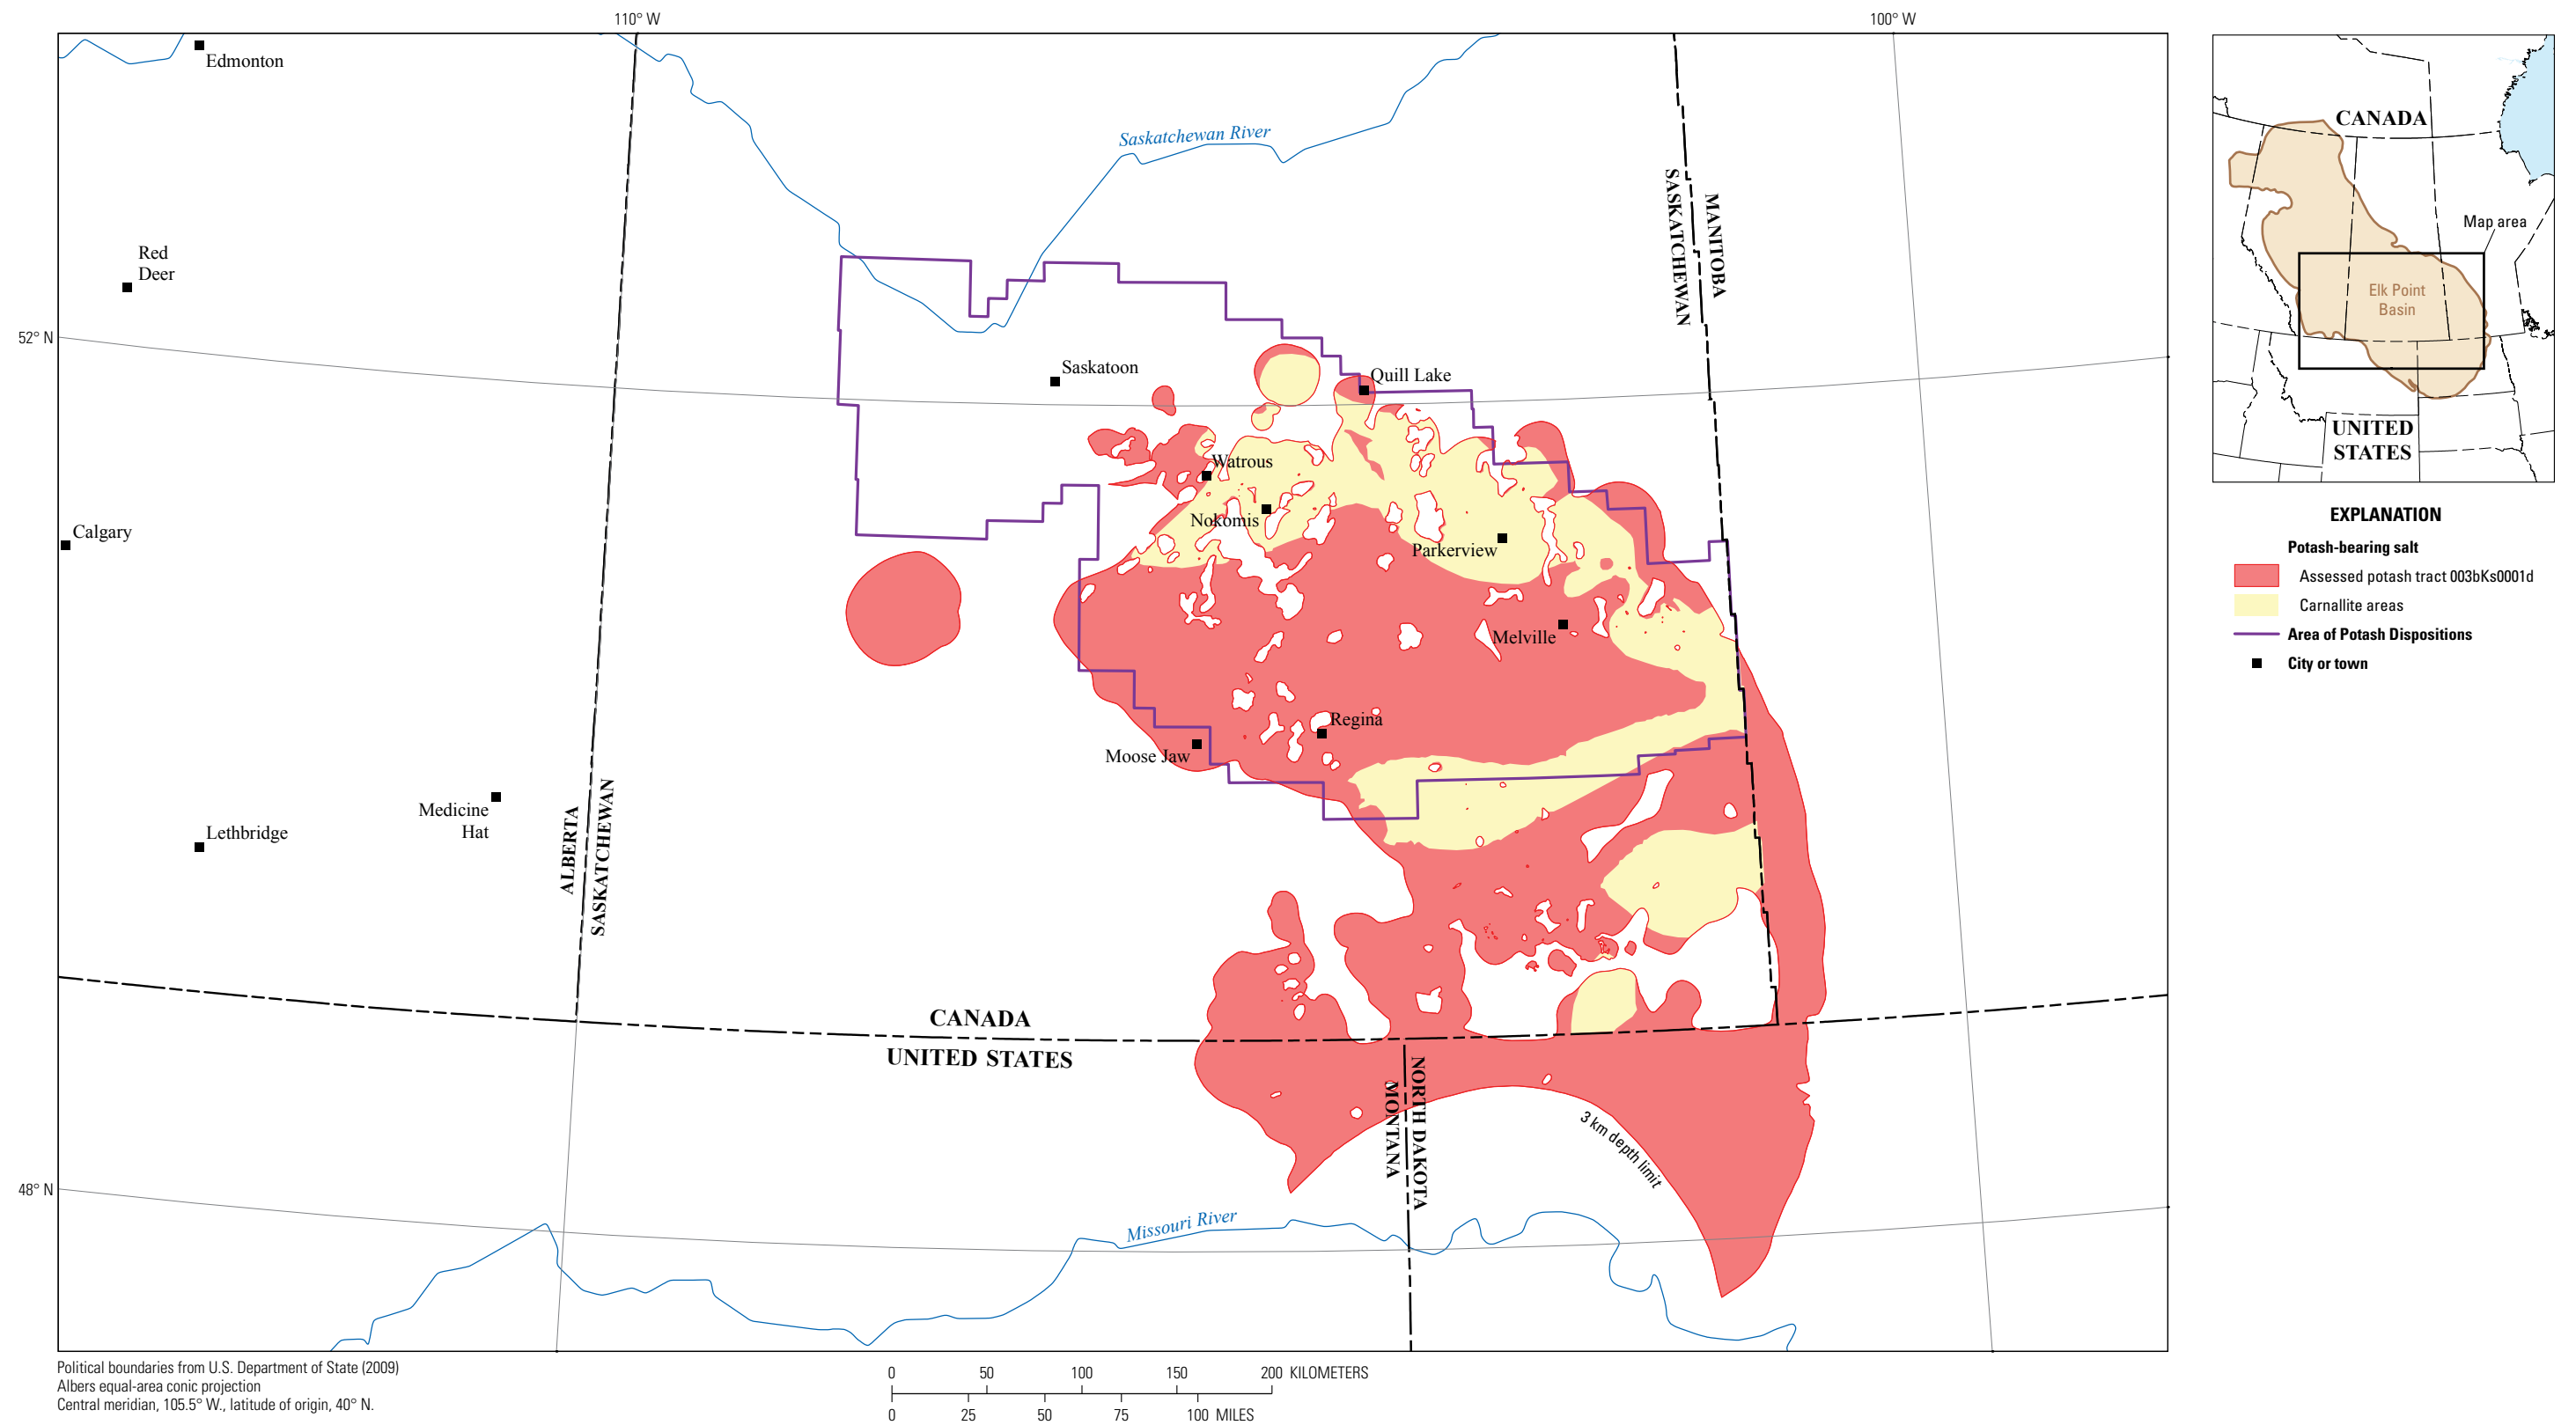 110° W
100° W
Edmonton
Saskatchewan River
CANADA
SASKATCHEWAN
MANITOBA
Map area
Red
Deer
Elk Point
Basin
52° N
Saskatoon
Quill Lake
UNITED
STATES
Watrous
Nokomis
Calgary
Parkerview
EXPLANATION
Potash-bearing salt
Assessed potash tract 003bKs0001d
Carnallite areas
Area of Potash Dispositions
City or town
Melville
Regina
Moose Jaw
Medicine
Hat
Lethbridge
ALBERTA
SASKATCHEWAN
CANADA
UNITED STATES
MONTANA
NORTH DAKOTA
3 km depth limit
48° N
Missouri River
Political boundaries from U.S. Department of State (2009)
Albers equal-area conic projection
Central meridian, 105.5° W., latitude of origin, 40° N.
0 50 100 150 200 KILOMETERS
0 25 50 75 100 MILES